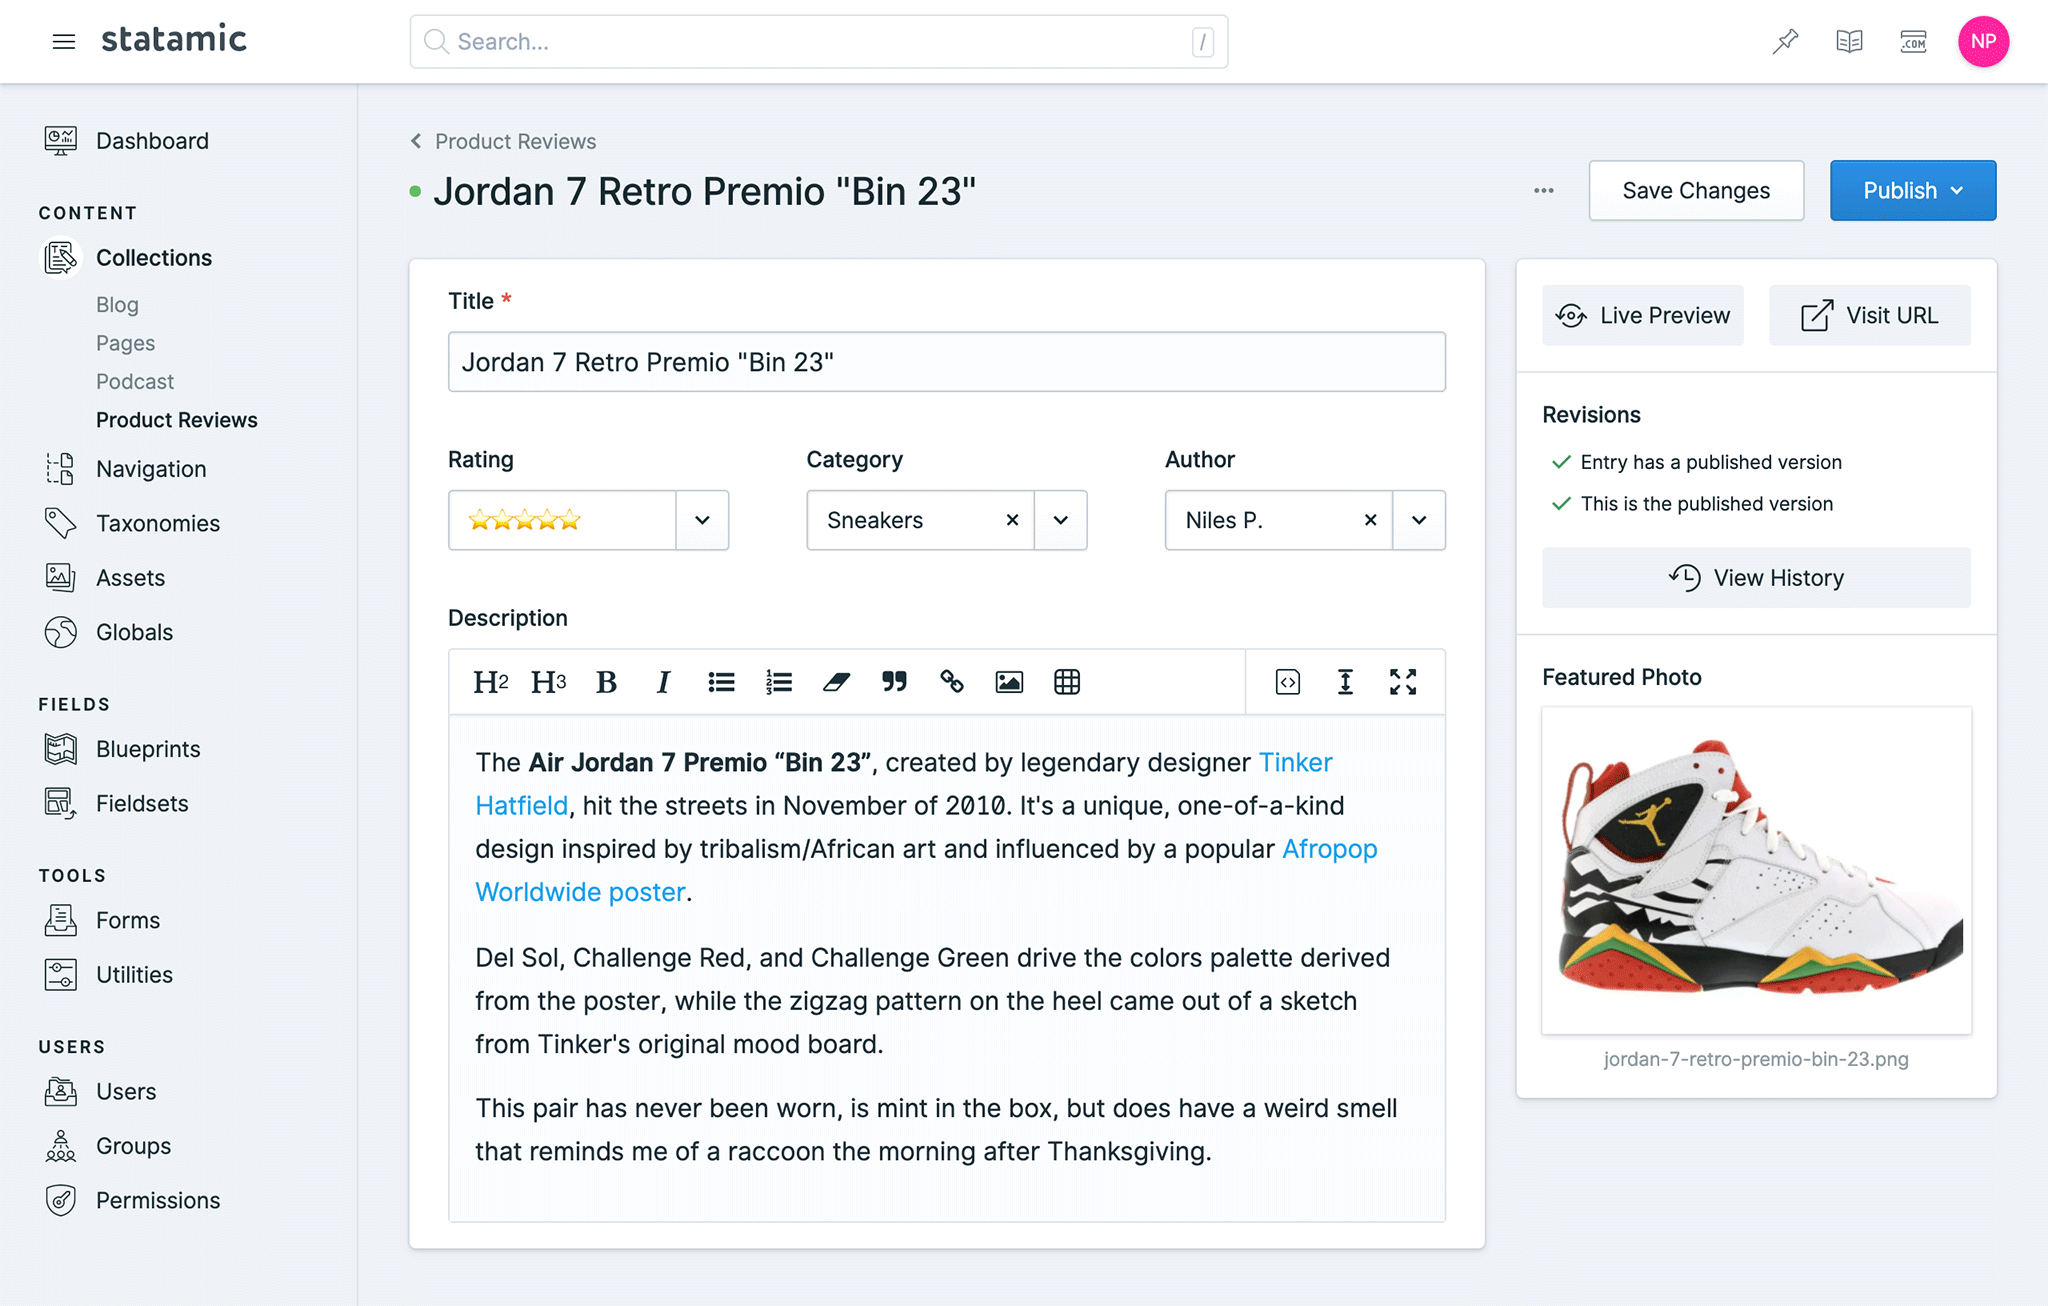 statamic
Search...
/
.COM
NP
Dashboard
CONTENT
Collections
Blog
Pages
Podcast
Product Reviews
Navigation
Taxonomies
Assets
Globals
FIELDS
Blueprints
Fieldsets
TOOLS
Forms
Utilities
USERS
Users
Groups
Permissions
Product Reviews
Jordan 7 Retro Premio "Bin 23"
Save Changes
Publish
Title *
Jordan 7 Retro Premio "Bin 23"
Rating
Category
Author
Sneakers
Niles P.
Description
H2 H3 B I
The Air Jordan 7 Premio “Bin 23”, created by legendary designer Tinker
Hatfield, hit the streets in November of 2010. It's a unique, one-of-a-kind
design inspired by tribalism/African art and influenced by a popular Afropop
Worldwide poster.
Del Sol, Challenge Red, and Challenge Green drive the colors palette derived
from the poster, while the zigzag pattern on the heel came out of a sketch
from Tinker's original mood board.
This pair has never been worn, is mint in the box, but does have a weird smell
that reminds me of a raccoon the morning after Thanksgiving.
Live Preview
Visit URL
Revisions
Entry has a published version
This is the published version
View History
Featured Photo
jordan-7-retro-premio-bin-23.png